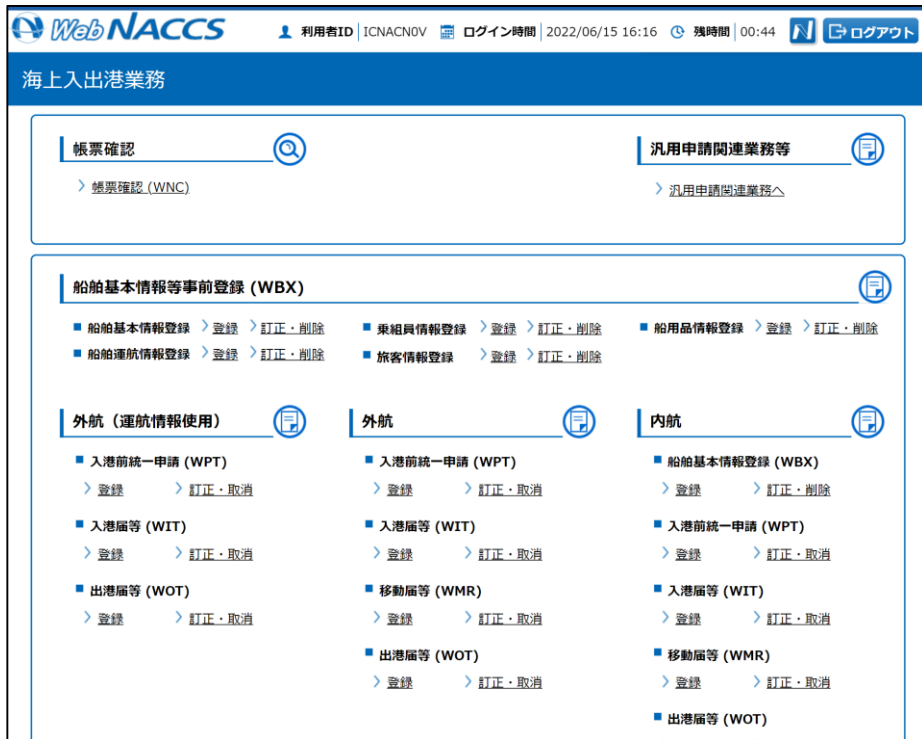 Web NACCS 利用者ID ICNACN0V ログイン時間 2022/06/15 16:16 残時間 00:44 N ログアウト
海上入出港業務
帳票確認 汎用申請関連業務等
帳票確認 (WNC) 汎用申請関連業務へ
船舶基本情報等事前登録 (WBX)
船舶基本情報登録 登録 訂正・削除 乗組員情報登録 登録 訂正・削除 船用品情報登録 登録 訂正・削除
船舶運航情報登録 登録 訂正・削除 旅客情報登録 登録 訂正・削除
外航（運航情報使用） 外航 内航
入港前統一申請 (WPT) 入港前統一申請 (WPT) 船舶基本情報登録 (WBX)
登録 訂正・取消 登録 訂正・取消 登録 訂正・削除
入港届等 (WIT) 入港届等 (WIT) 入港前統一申請 (WPT)
登録 訂正・取消 登録 訂正・取消 登録 訂正・取消
出港届等 (WOT) 移動届等 (WMR) 入港届等 (WIT)
登録 訂正・取消 登録 訂正・取消 登録 訂正・取消
出港届等 (WOT) 移動届等 (WMR)
登録 訂正・取消 登録 訂正・取消
出港届等 (WOT)